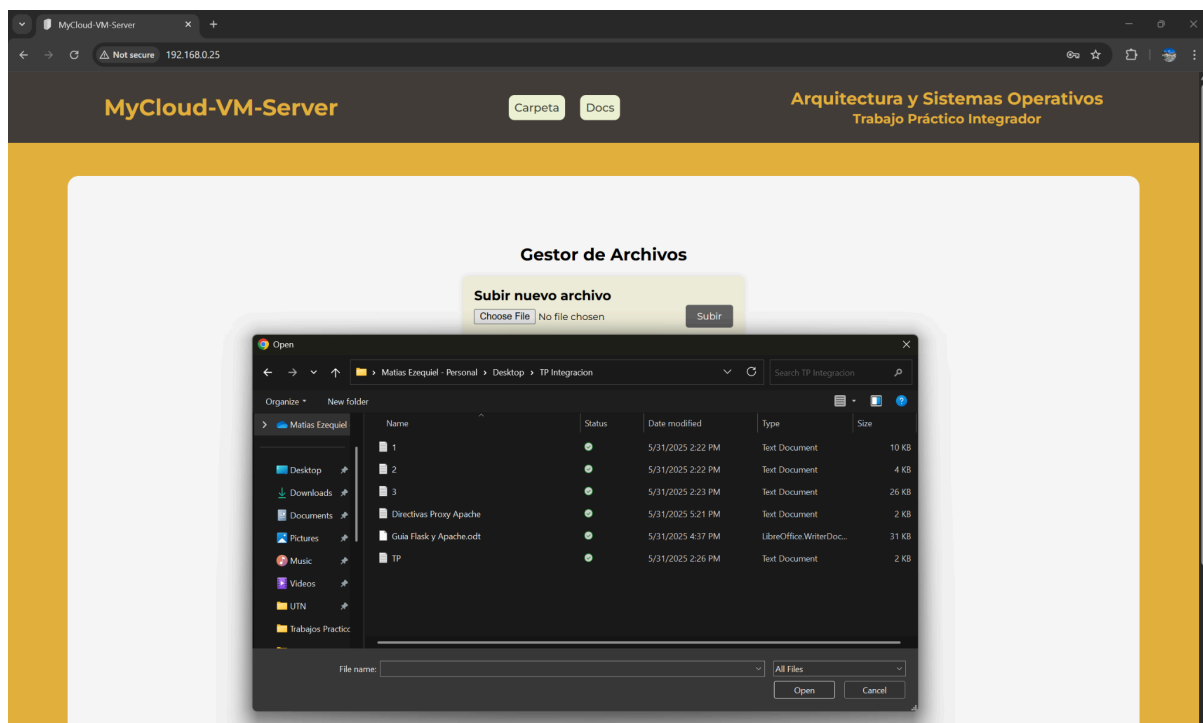 MyCloud-VM-Server
Not secure 192.168.0.25
MyCloud-VM-Server
Carpeta Docs
Arquitectura y Sistemas Operativos
Trabajo Práctico Integrador
Gestor de Archivos
Subir nuevo archivo
Choose File No file chosen Subir
Open
Matias Ezequiel - Personal › Desktop › TP Integracion Search TP Integracion
Organize New folder
Matias Ezequiel
Desktop
Downloads
Documents
Pictures
Music
Videos
UTN
Trabajos Practicc
Name Status Date modified Type Size
1 5/31/2025 2:22 PM Text Document 10 KB
2 5/31/2025 2:22 PM Text Document 4 KB
3 5/31/2025 2:23 PM Text Document 26 KB
Directivas Proxy Apache 5/31/2025 5:21 PM Text Document 2 KB
Guia Flask y Apache.odt 5/31/2025 4:37 PM LibreOffice.WriterDoc... 31 KB
TP 5/31/2025 2:26 PM Text Document 2 KB
File name: All Files
Open Cancel